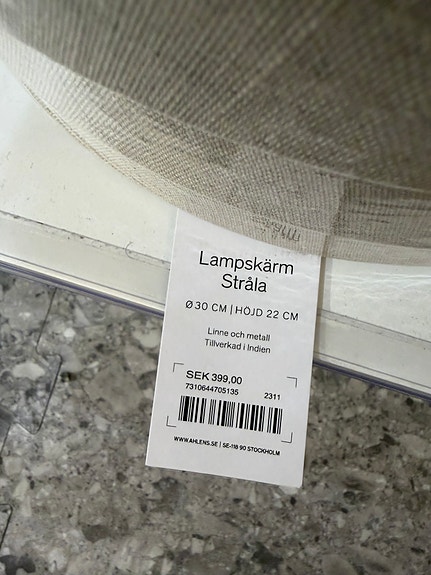 Lampskärm
Stråla
Ø 30 CM | HÖJD 22 CM
Linne och metall
Tillverkad i Indien
SEK 399,00
7310644705135 2311
WWW.AHLENS.SE | SE-118 90 STOCKHOLM